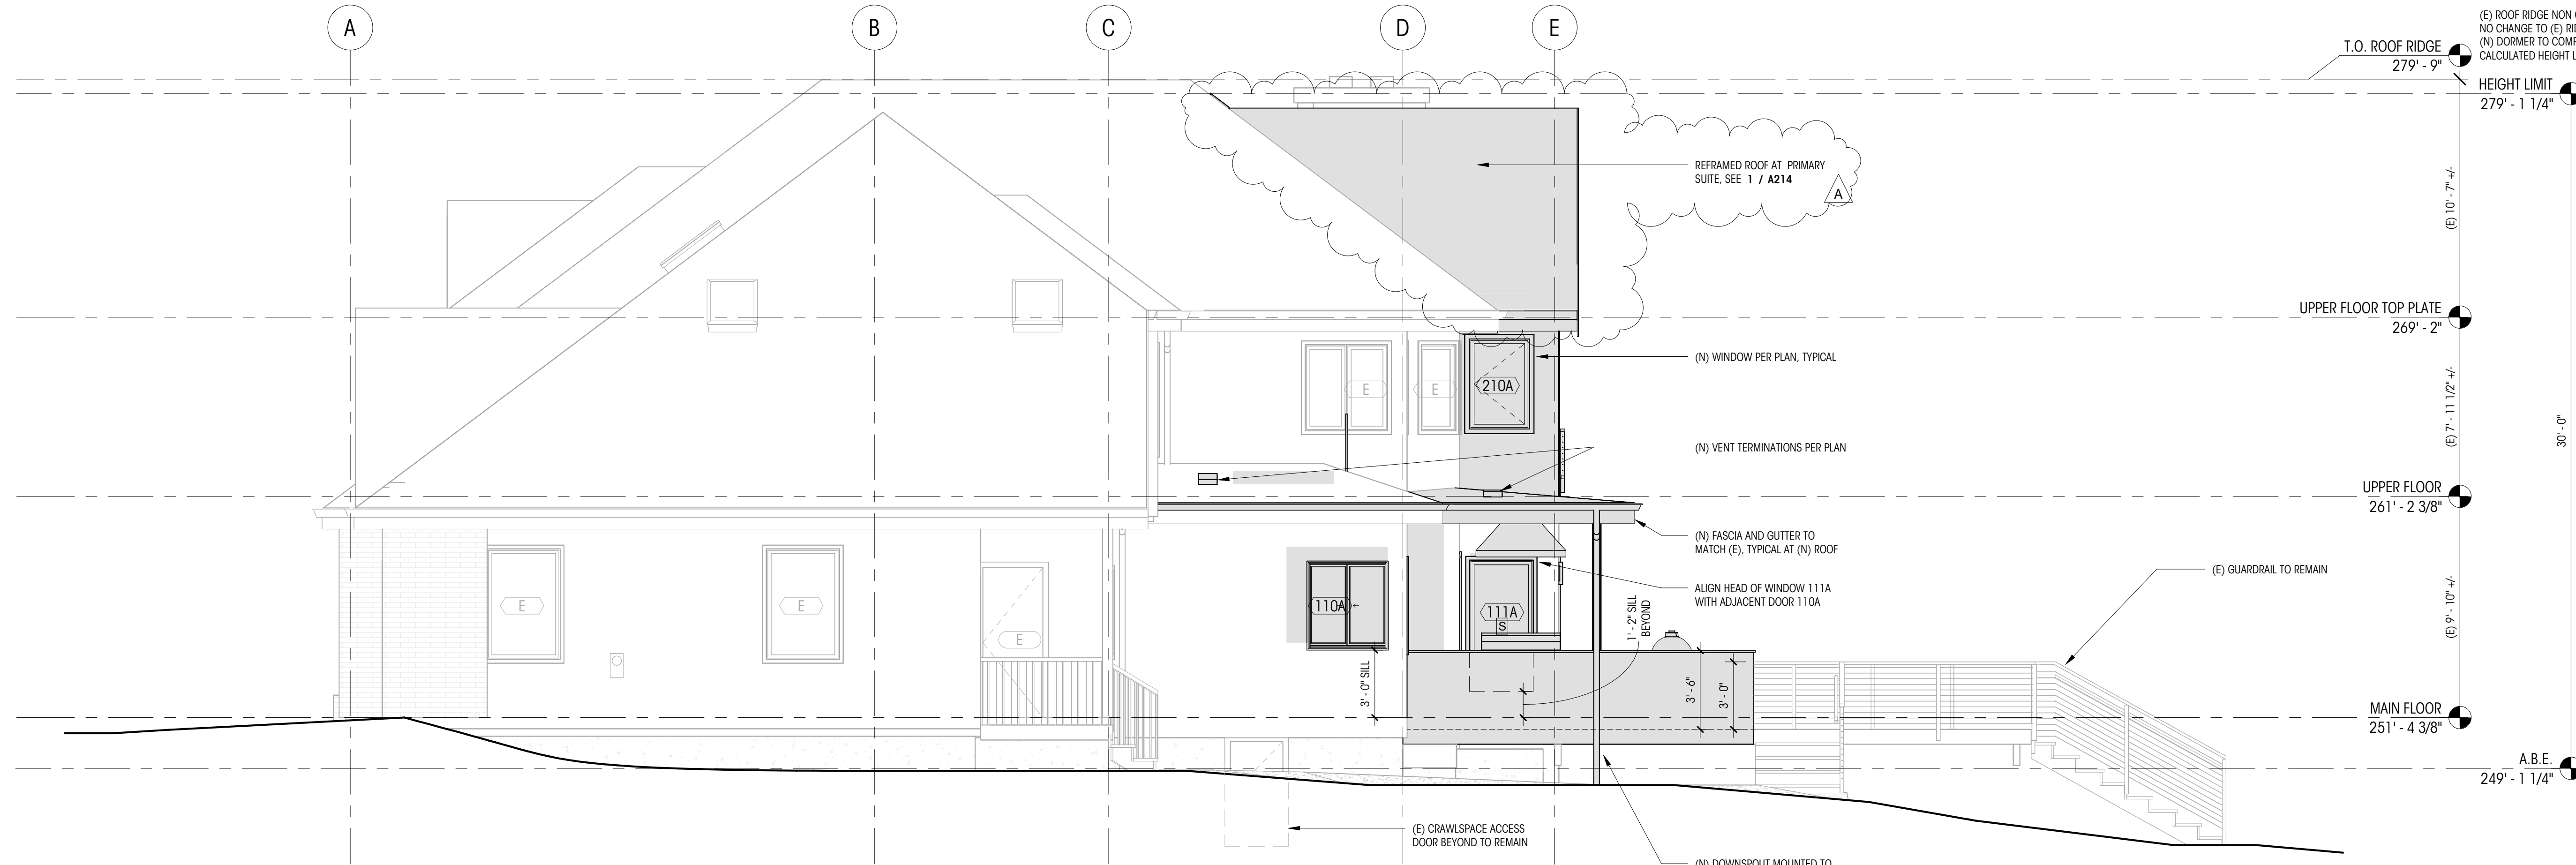 A
B
C
D
E
(E) ROOF RIDGE NON
NO CHANGE TO (E)
(N) DORMER TO
CALCULATED HEIGHT
T.O. ROOF RIDGE
279' - 9"
HEIGHT LIMIT
279' - 1 1/4"
REFRAMED ROOF AT PRIMARY
SUITE, SEE 1 / A214
A
(E) 10' - 7" +/-
UPPER FLOOR TOP PLATE
269' - 2"
(N) WINDOW PER PLAN, TYPICAL
E
E
210A
(E) 7' - 11 1/2" +/-
30' - 0"
(N) VENT TERMINATIONS PER PLAN
UPPER FLOOR
261' - 2 3/8"
(N) FASCIA AND GUTTER TO
MATCH (E), TYPICAL AT (N) ROOF
(E) GUARDRAIL TO REMAIN
ALIGN HEAD OF WINDOW 111A
WITH ADJACENT DOOR 110A
E
E
E
110A
111A
S
1' - 2" SILL
BEYOND
(E) 9' - 10" +/-
3' - 0" SILL
3' - 6"
3' - 0"
MAIN FLOOR
251' - 4 3/8"
A.B.E.
249' - 1 1/4"
(E) CRAWLSPACE ACCESS
DOOR BEYOND TO REMAIN
(N) DOWNSPOUT MOUNTED TO